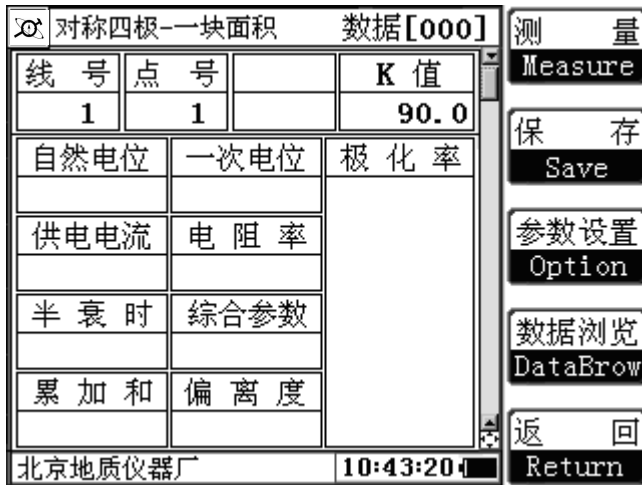 对称四极-一块面积 数据[000]
线 号 点 号 K 值
1 1 90.0
自然电位 一次电位 极 化 率
供电电流 电 阻 率
半 衰 时 综合参数
累 加 和 偏 离 度
北京地质仪器厂 10:43:20
测 量
Measure
保 存
Save
参数设置
Option
数据浏览
DataBrow
返 回
Return